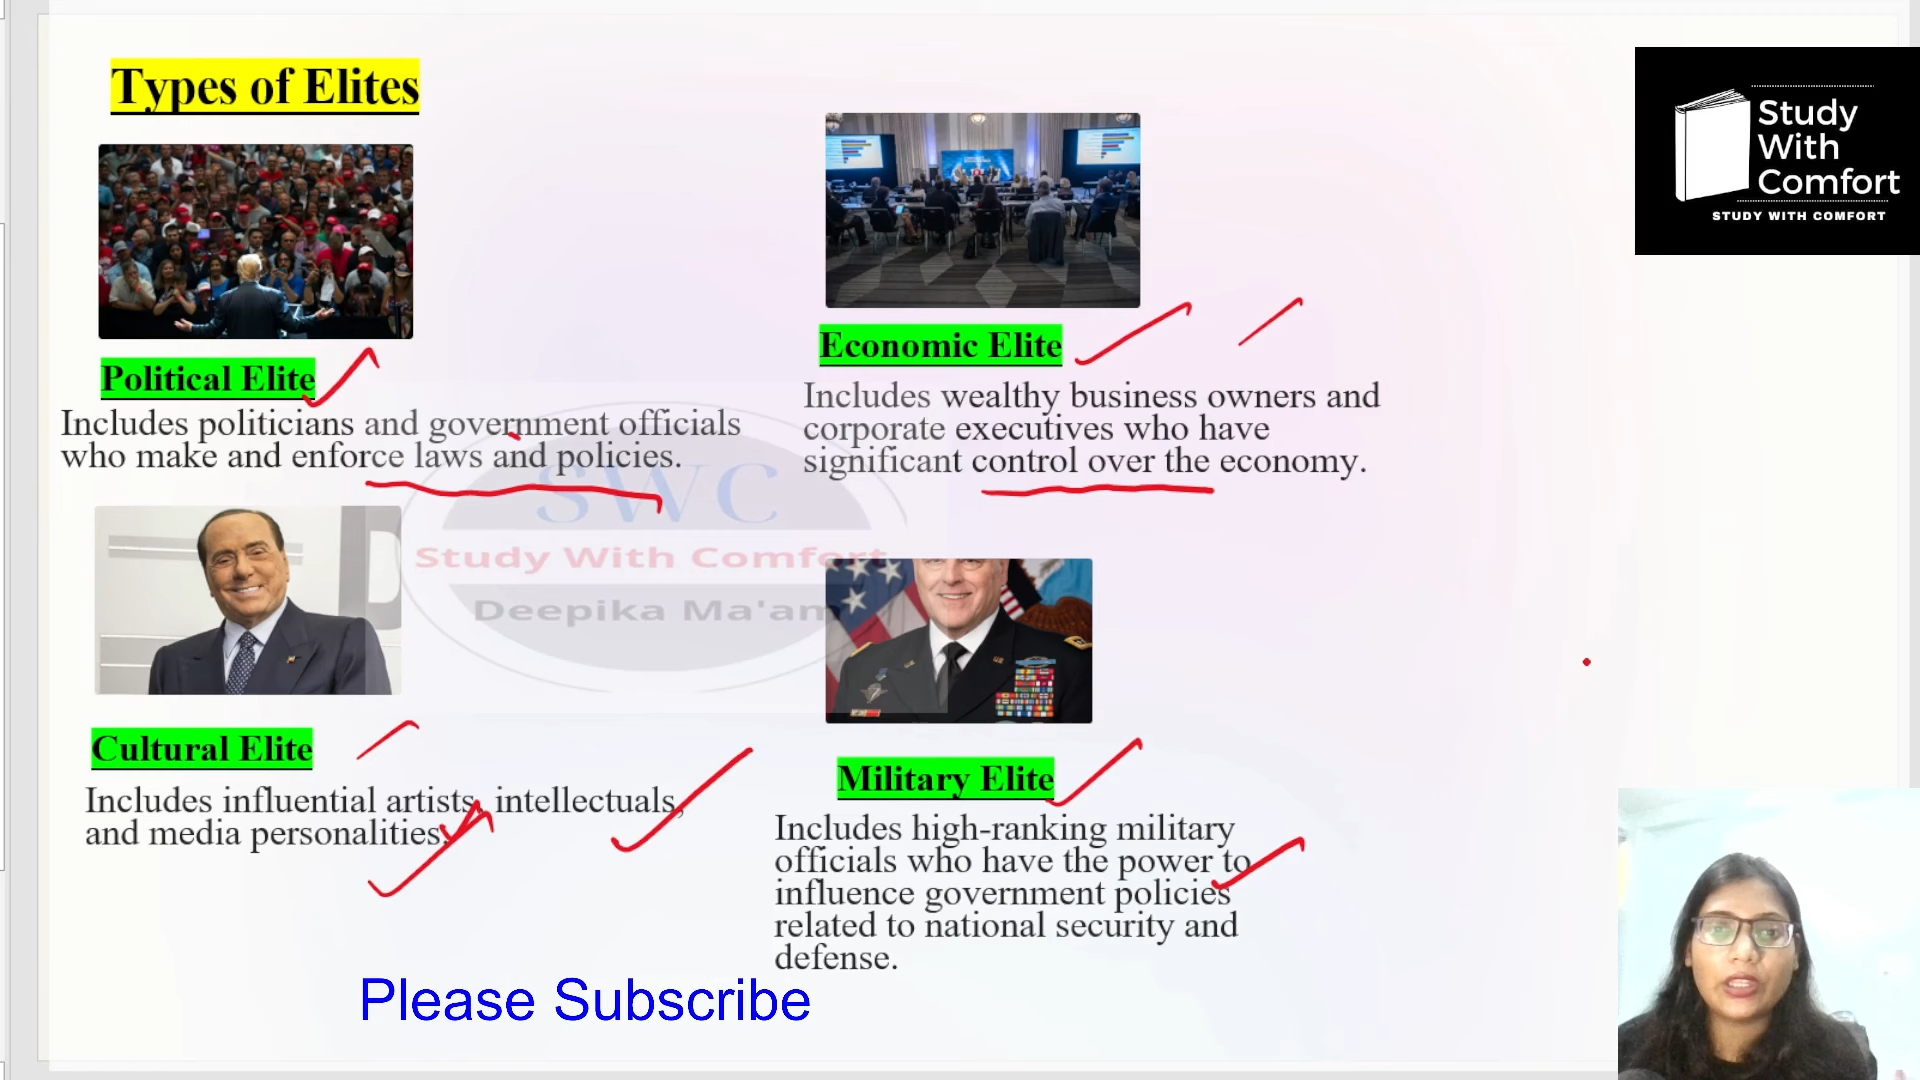 Types of Elites
Study
With
Comfort
STUDY WITH COMFORT
Political Elite
Includes politicians and government officials
who make and enforce laws and policies.
Economic Elite
Includes wealthy business owners and
corporate executives who have
significant control over the economy.
SWC
Study With Comfort
Deepika Ma'am
Cultural Elite
Includes influential artists, intellectuals,
and media personalities.
Military Elite
Includes high-ranking military
officials who have the power to
influence government policies
related to national security and
defense.
Please Subscribe